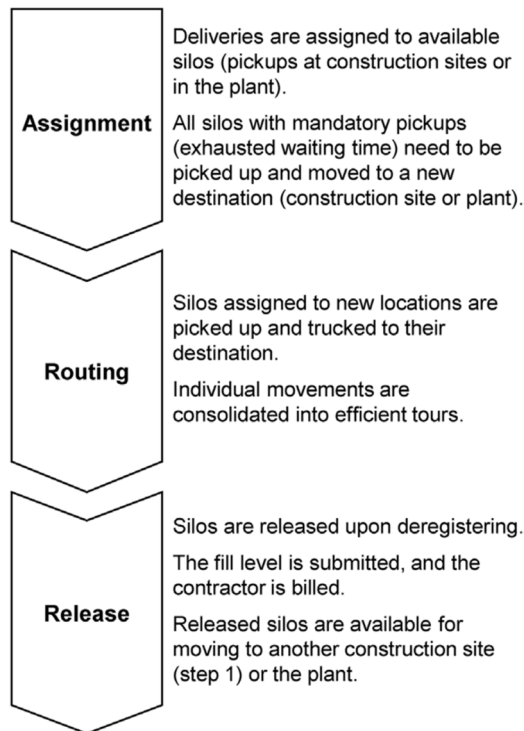 Assignment
Deliveries are assigned to available
silos (pickups at construction sites or
in the plant).
All silos with mandatory pickups
(exhausted waiting time) need to be
picked up and moved to a new
destination (construction site or plant).
Routing
Silos assigned to new locations are
picked up and trucked to their
destination.
Individual movements are
consolidated into efficient tours.
Release
Silos are released upon deregistering.
The fill level is submitted, and the
contractor is billed.
Released silos are available for
moving to another construction site
(step 1) or the plant.